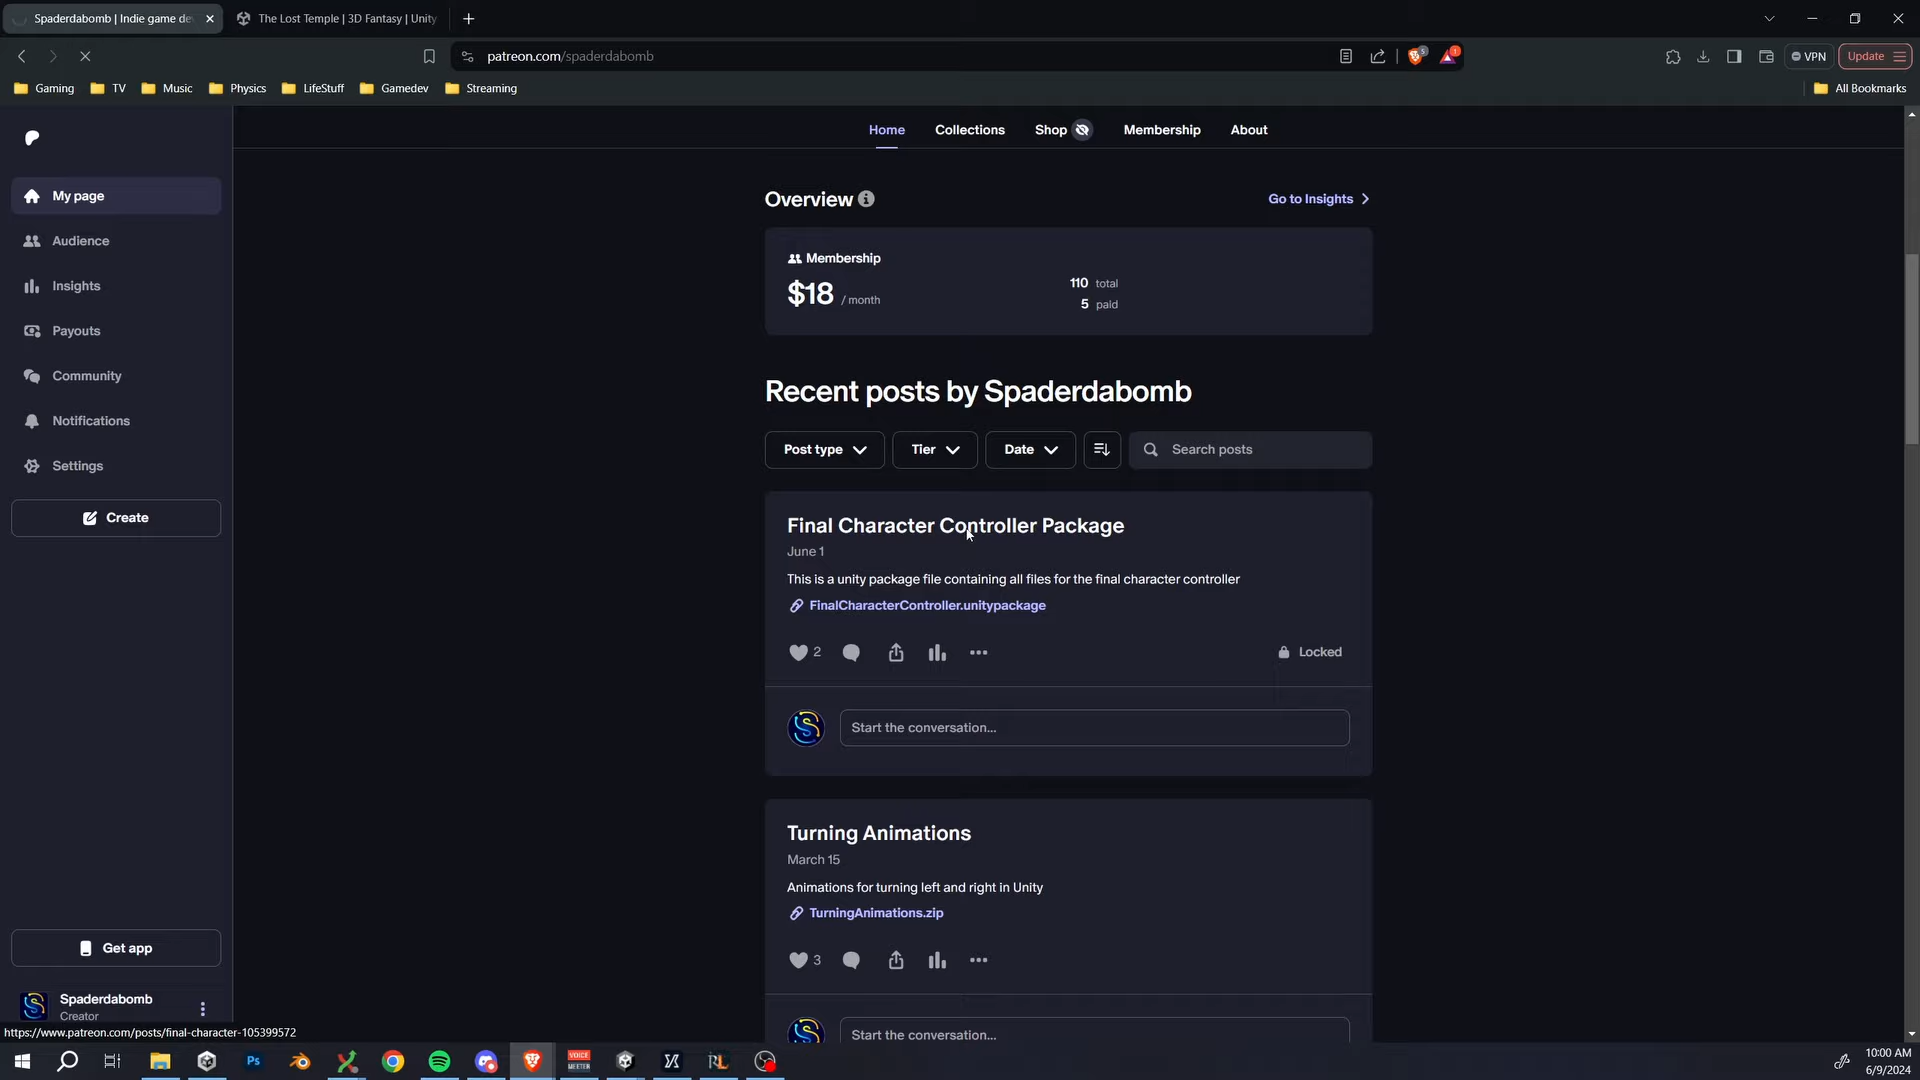 Spaderdabomb | Indie game de
The Lost Temple | 3D Fantasy | Unity
patreon.com/spaderdabomb
5
1
VPN
Update
Gaming
TV
Music
Physics
LifeStuff
Gamedev
Streaming
All Bookmarks
Home
Collections
Shop
Membership
About
My page
Audience
Insights
Payouts
Community
Notifications
Settings
Create
Overview
Go to Insights
Membership
$18 / month
110 total
5 paid
Recent posts by Spaderdabomb
Post type
Tier
Date
Search posts
Final Character Controller Package
June 1
This is a unity package file containing all files for the final character controller
FinalCharacterController.unitypackage
2
Locked
Start the conversation...
Turning Animations
March 15
Animations for turning left and right in Unity
TurningAnimations.zip
3
Start the conversation...
Get app
Spaderdabomb
Creator
https://www.patreon.com/posts/final-character-105399572
Ps
VOICE
MEETER
RL
10:00 AM
6/9/2024